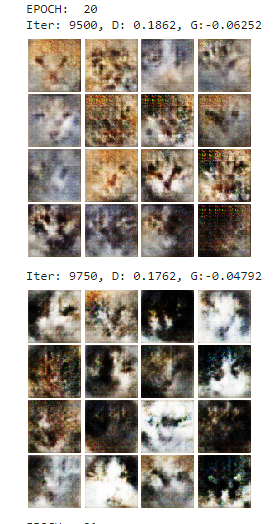 EPOCH:  20
Iter: 9500, D: 0.1862, G:-0.06252
Iter: 9750, D: 0.1762, G:-0.04792